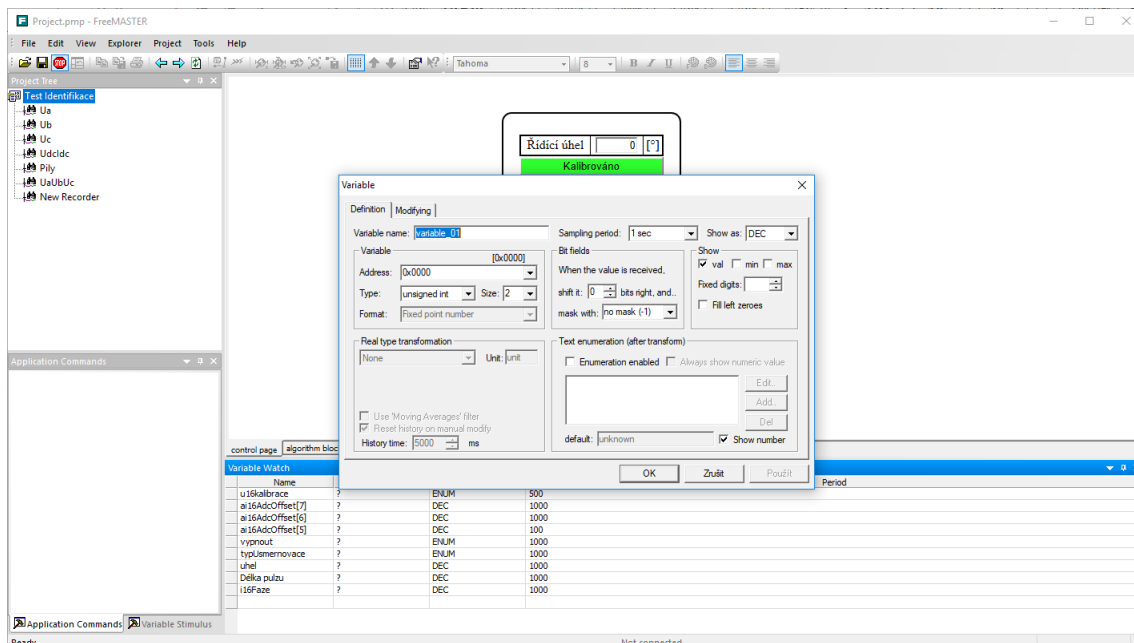 Project.pmp - FreeMASTER
File Edit View Explorer Project Tools Help
Tahoma 8 B I U
Project Tree
Test Identifikace
Ua
Ub
Uc
UdcIdc
Pily
UaUbUc
New Recorder
Řídící úhel 0 [°]
Kalibrováno
Variable
Definition Modifying
Variable name: variable_01 Sampling period: 1 sec Show as: DEC
Variable
[0x0000]
Address: 0x0000
Type: unsigned int Size: 2
Format: Fixed point number
Bit fields
When the value is received,
shift it: 0 bits right, and..
mask with: no mask (-1)
Show
val min max
Fixed digits:
Fill left zeroes
Real type transformation
None Unit: unit
Use 'Moving Averages' filter
Reset history on manual modify
History time: 5000 ms
Text enumeration (after transform)
Enumeration enabled Always show numeric value
Edit..
Add..
Del
default: unknown Show number
OK Zrušit Použít
Application Commands
control page algorithm bloc
Variable Watch
Name Period
u16kalibrace ? ENUM 500
ai16AdcOffset[7] ? DEC 1000
ai16AdcOffset[6] ? DEC 1000
ai16AdcOffset[5] ? DEC 100
vypnout ? ENUM 1000
typUsmernovace ? ENUM 1000
uhel ? DEC 1000
Délka pulzu ? DEC 1000
i16Faze ? DEC 1000
Application Commands Variable Stimulus
Ready Not connected